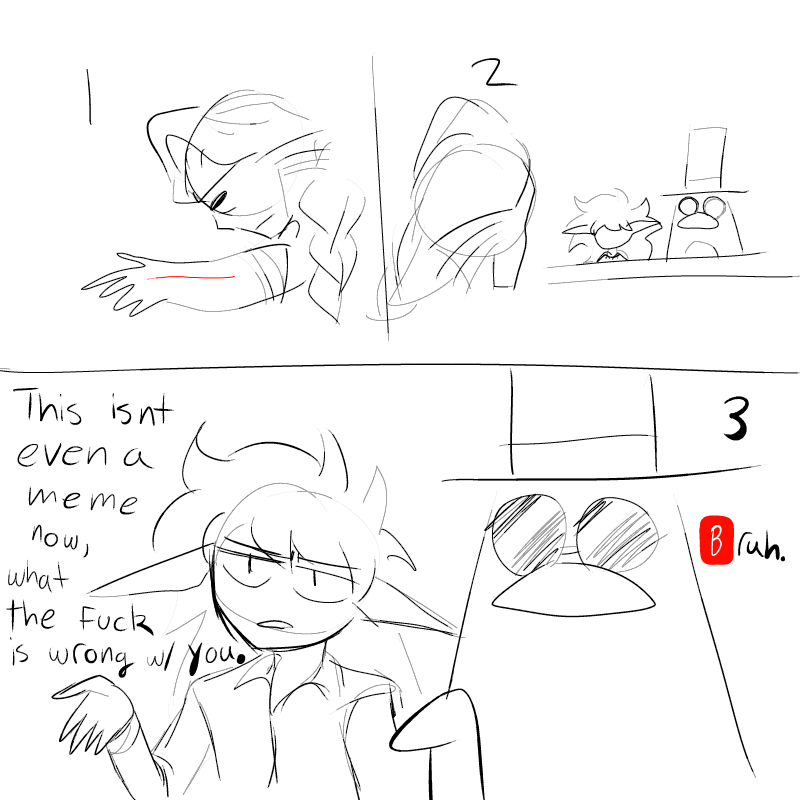 1
2
This isnt
even a
meme
now,
what
the Fuck
is wrong w/ you.
3
Bruh.